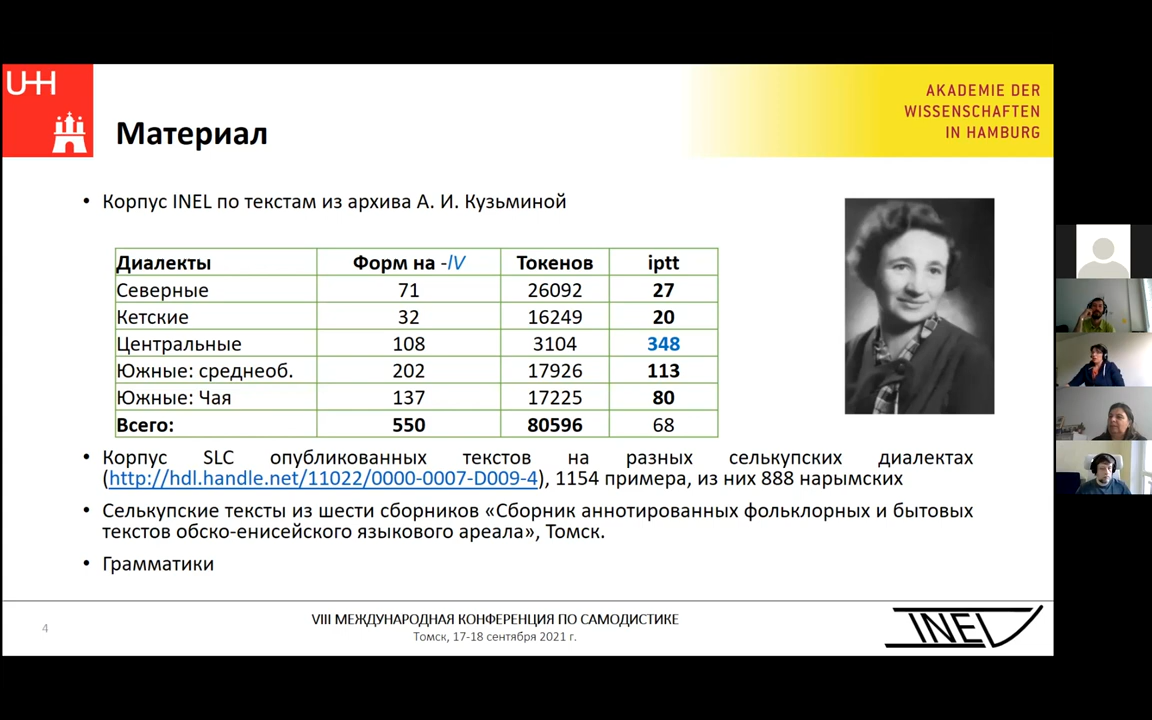 UHH
AKADEMIE DER
WISSENSCHAFTEN
IN HAMBURG
Материал
• Корпус INEL по текстам из архива А. И. Кузьминой
Диалекты Форм на -lV Токенов iptt
Северные 71 26092 27
Кетские 32 16249 20
Центральные 108 3104 348
Южные: среднеоб. 202 17926 113
Южные: Чая 137 17225 80
Всего: 550 80596 68
• Корпус SLC опубликованных текстов на разных селькупских диалектах
(http://hdl.handle.net/11022/0000-0007-D009-4), 1154 примера, из них 888 нарымских
• Селькупские тексты из шести сборников «Сборник аннотированных фольклорных и бытовых
текстов обско-енисейского языкового ареала», Томск.
• Грамматики
4
VIII МЕЖДУНАРОДНАЯ КОНФЕРЕНЦИЯ ПО САМОДИСТИКЕ
Томск, 17-18 сентября 2021 г.
INEL